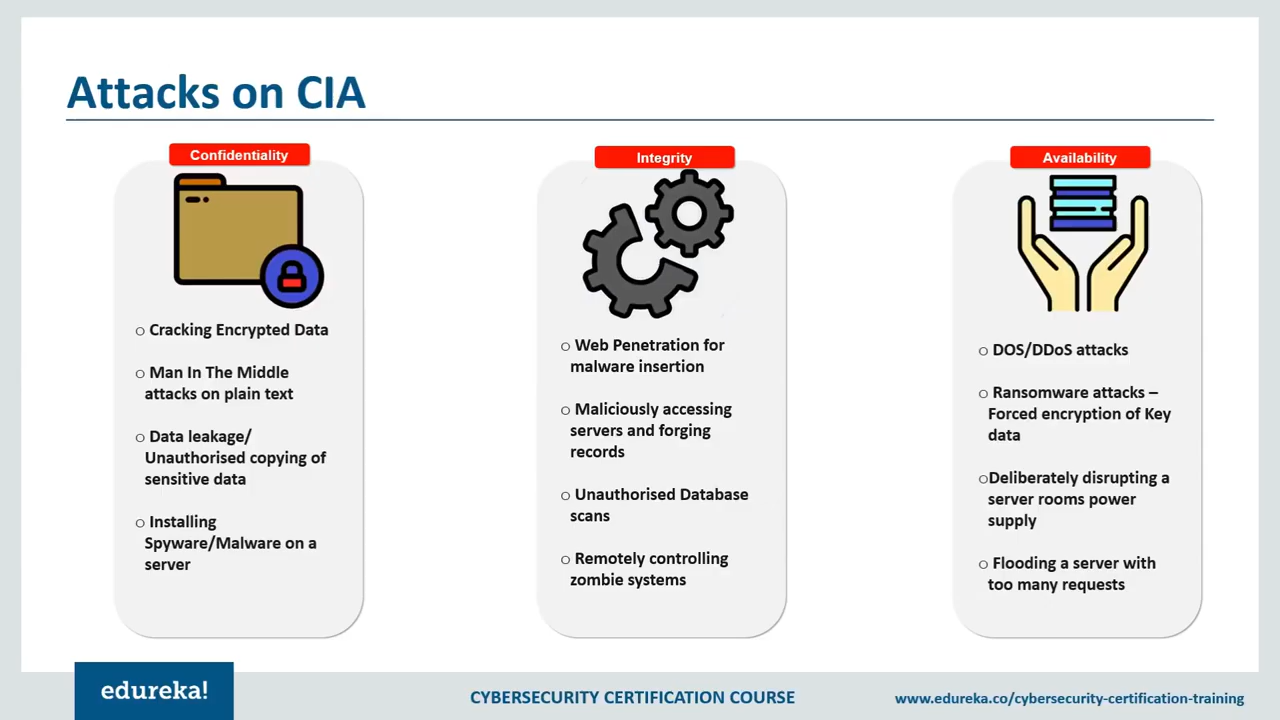 Attacks on CIA
Confidentiality
o Cracking Encrypted Data
o Man In The Middle
attacks on plain text
o Data leakage/
Unauthorised copying of
sensitive data
o Installing
Spyware/Malware on a
server
Integrity
o Web Penetration for
malware insertion
o Maliciously accessing
servers and forging
records
o Unauthorised Database
scans
o Remotely controlling
zombie systems
Availability
o DOS/DDoS attacks
o Ransomware attacks –
Forced encryption of Key
data
oDeliberately disrupting a
server rooms power
supply
o Flooding a server with
too many requests
edureka!
CYBERSECURITY CERTIFICATION COURSE
www.edureka.co/cybersecurity-certification-training